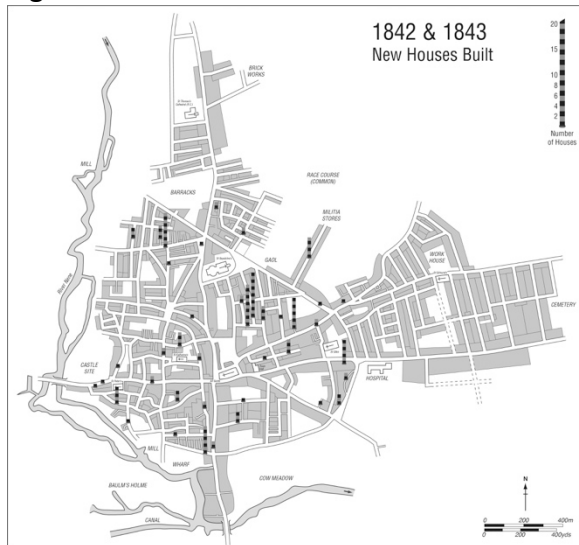 1842 & 1843
New Houses Built
20
15
10
8
6
4
2
Number
of Houses
BRICK
WORKS
MILL
RACE COURSE
(COMMON)
BARRACKS
MILITIA
STORES
GAOL
WORK
HOUSE
River Nene
CEMETERY
CASTLE
SITE
HOSPITAL
MILL
WHARF
BAULM'S HOLME
COW MEADOW
CANAL
N
0 200 400m
0 200 400yds